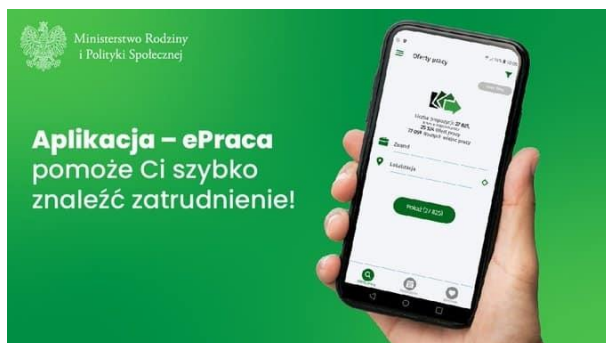 Ministerstwo Rodziny
i Polityki Społecznej
Aplikacja – ePraca
pomoże Ci szybko
znaleźć zatrudnienie!
Oferty pracy
Zawód
Lokalizacja